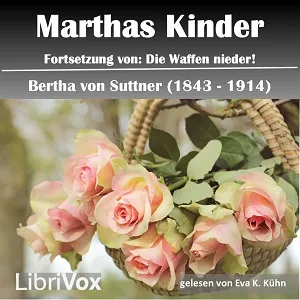 Marthas Kinder
Fortsetzung von: Die Waffen nieder!
Bertha von Suttner (1843 - 1914)
LibriVox
gelesen von Eva K. Kühn